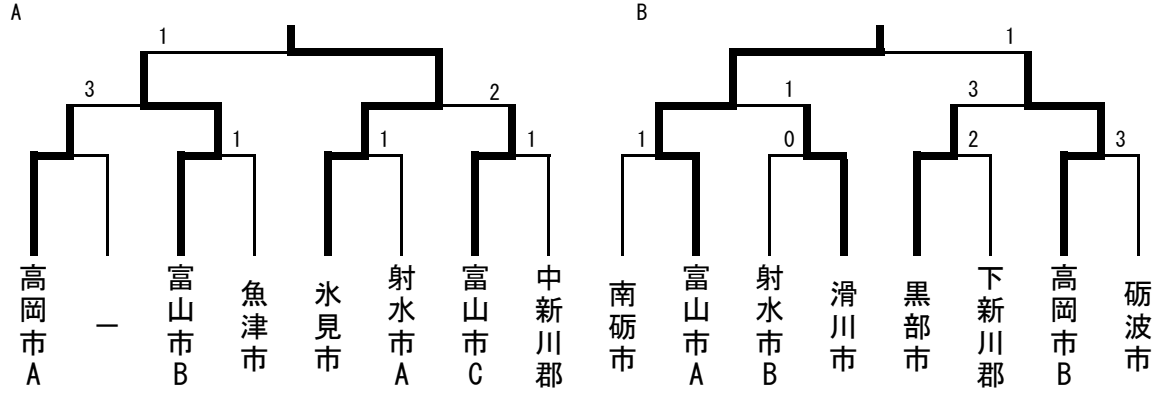 A
B
1
1
3
2
1
3
1
1
1
1
0
2
3
高岡市A
—
富山市B
魚津市
氷見市
射水市A
富山市C
中新川郡
南砺市
富山市A
射水市B
滑川市
黒部市
下新川郡
高岡市B
砺波市